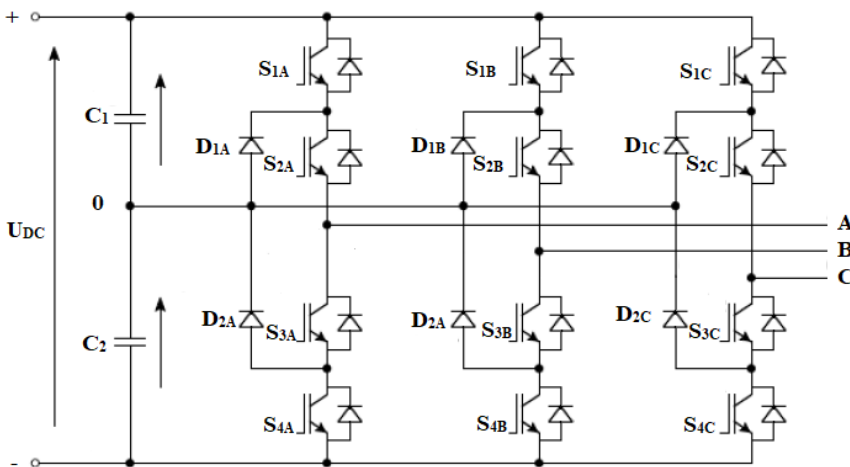 +
S1A
S1B
S1C
C1
D1A
S2A
D1B
S2B
D1C
S2C
0
UDC
A
B
C
D2A
S3A
D2A
S3B
D2C
S3C
C2
S4A
S4B
S4C
-